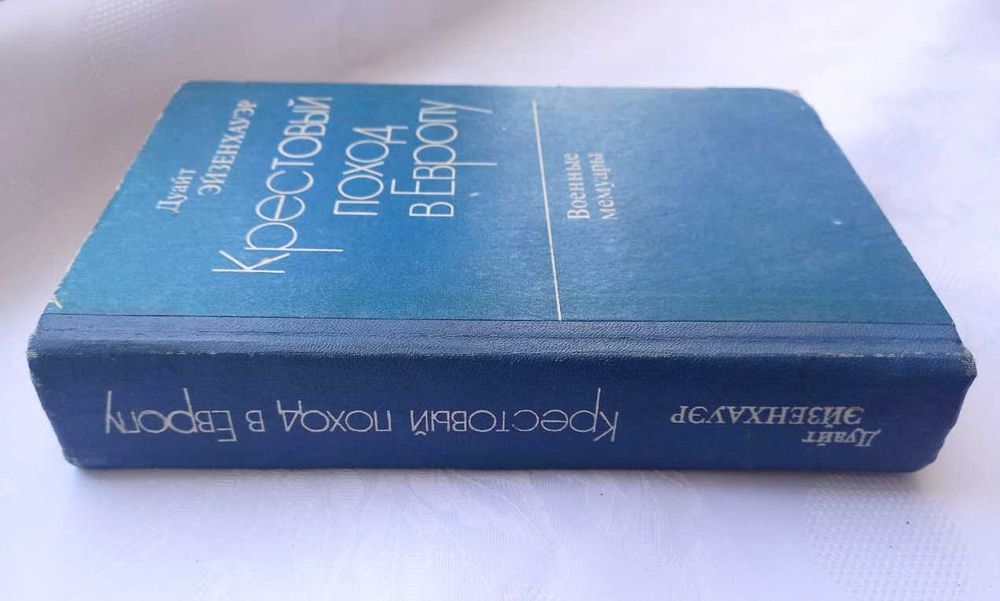 Дуайт
ЭЙЗЕНХАУЭР
Крестовый
поход
в Европу
Военные
мемуары
Дуайт
ЭЙЗЕНХАУЭР
Крестовый поход в Европу